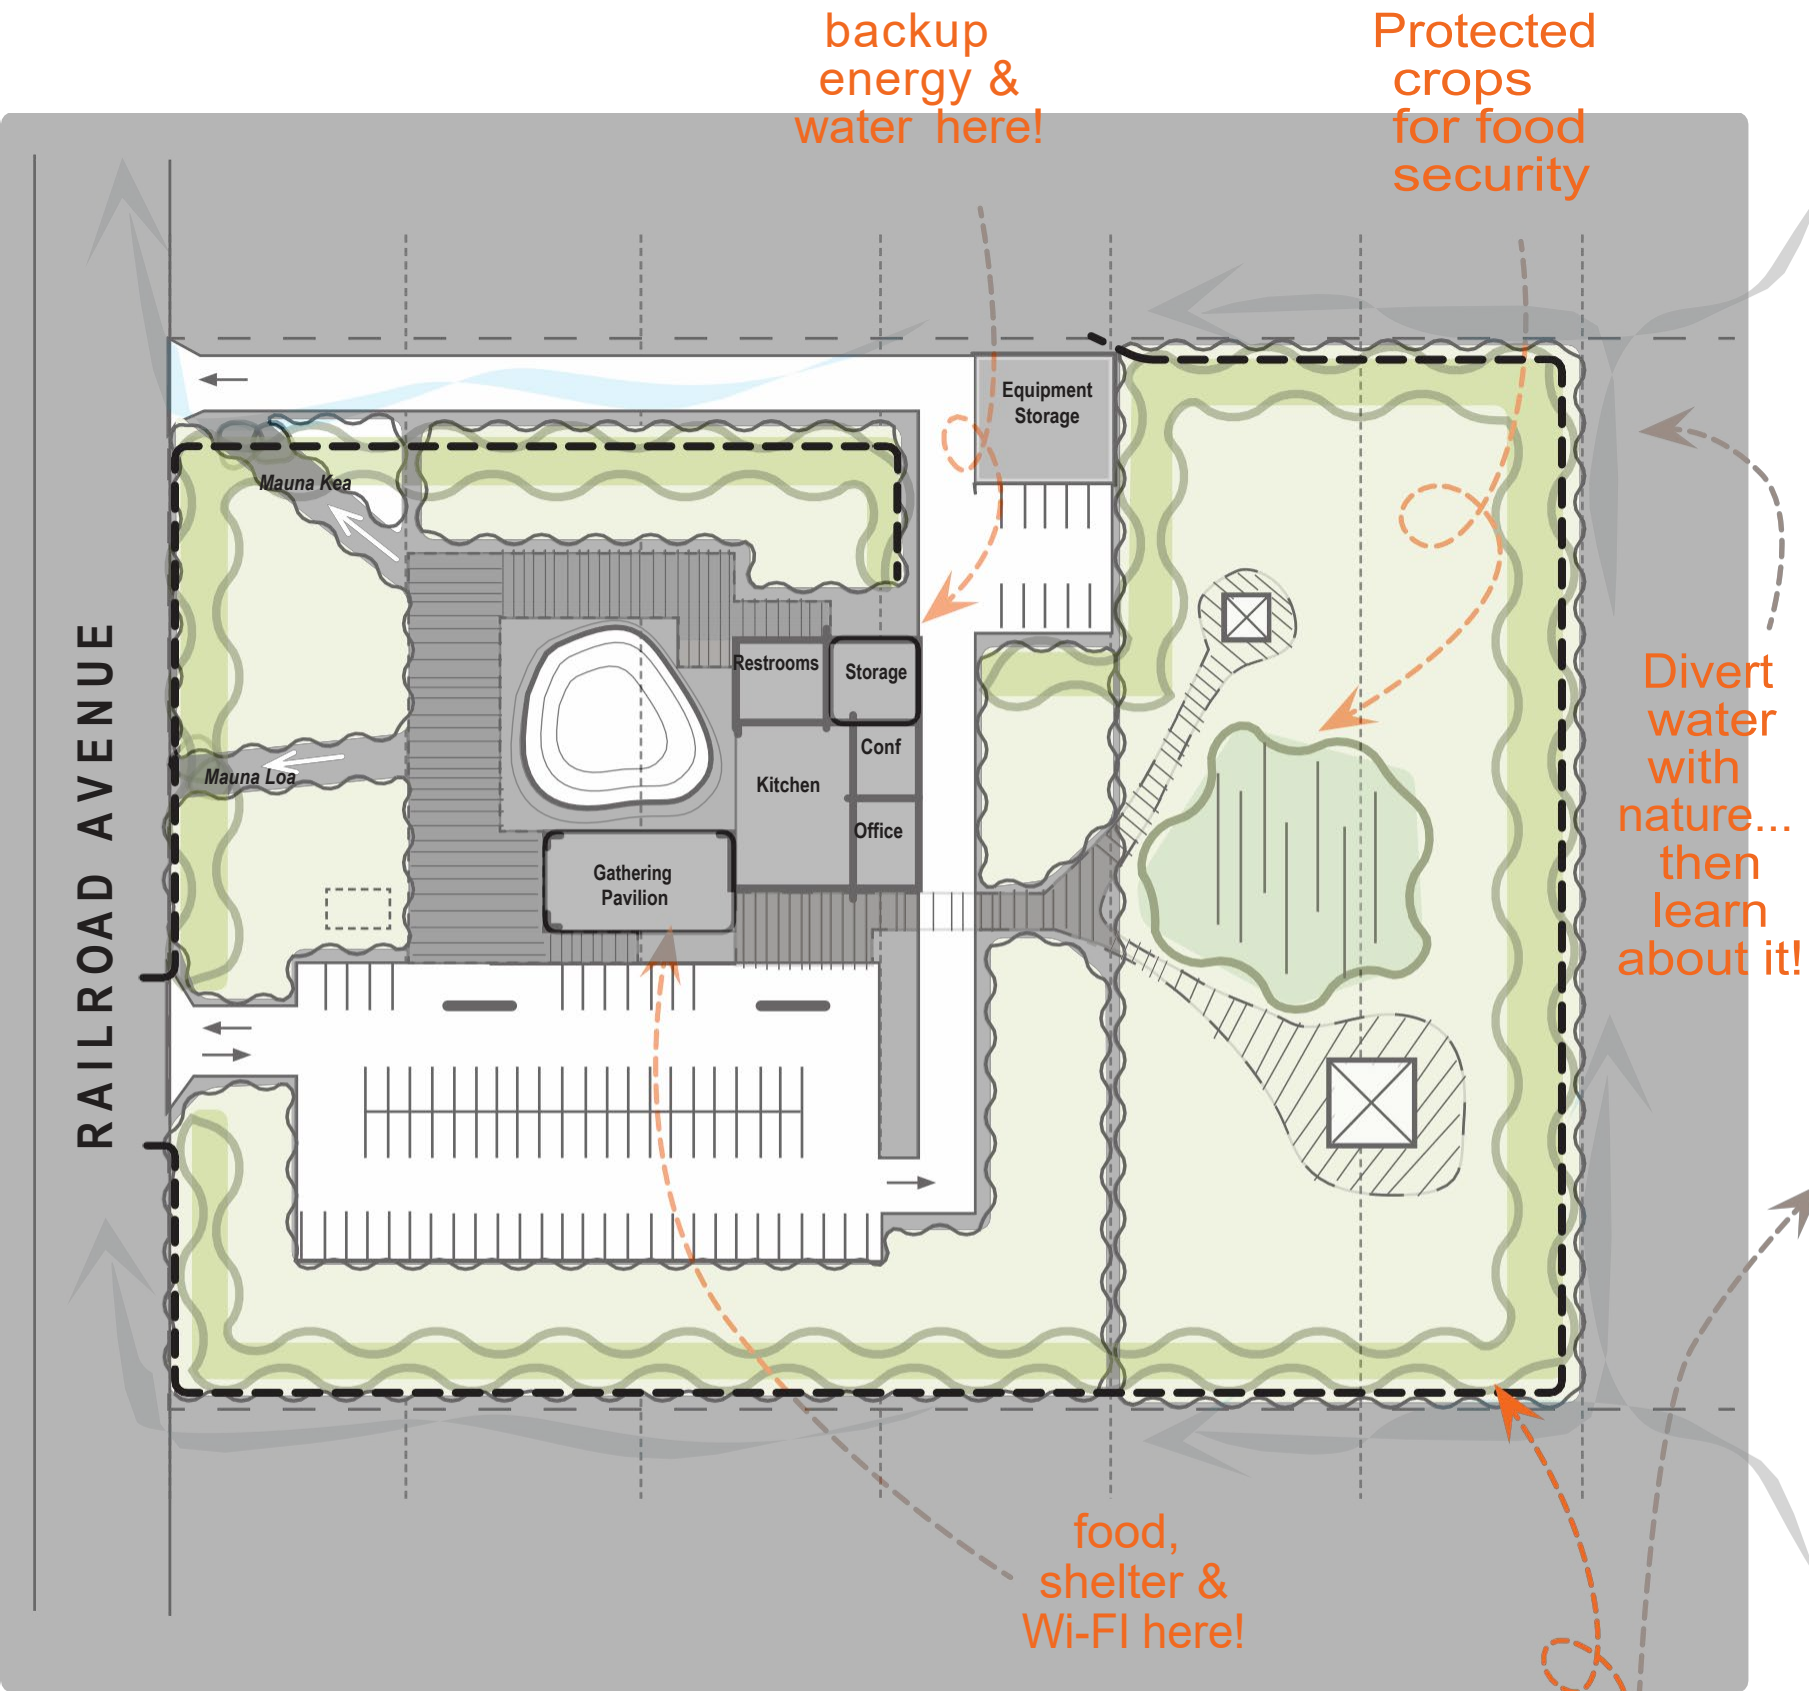 backup
energy &
water here!
Protected
crops
for food
security
Equipment
Storage
Mauna Kea
RAILROAD AVENUE
Restrooms
Storage
Conf
Kitchen
Office
Mauna Loa
Gathering
Pavilion
Divert
water
with
nature...
then
learn
about it!
food,
shelter &
Wi-FI here!